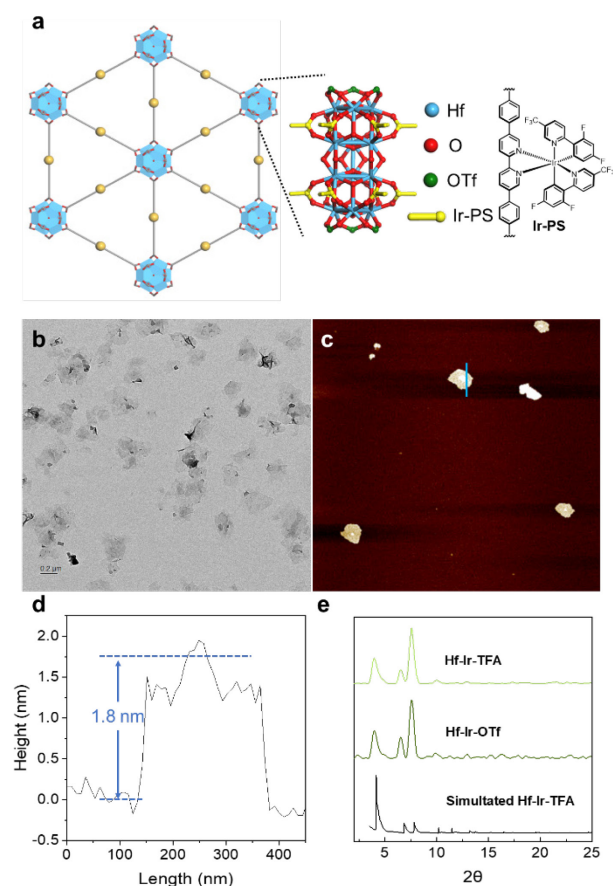 a
Hf
O
OTf
Ir-PS
F₃C
F
N
F
N
Ir
N
N
CF₃
F
F
Ir-PS
b
c
0.2 μm
d
e
2.0
1.5
1.0
0.5
0.0
-0.5
Height (nm)
1.8 nm
0
100
200
300
400
Length (nm)
Hf-Ir-TFA
Hf-Ir-OTf
Simultated Hf-Ir-TFA
5
10
15
20
25
2θ